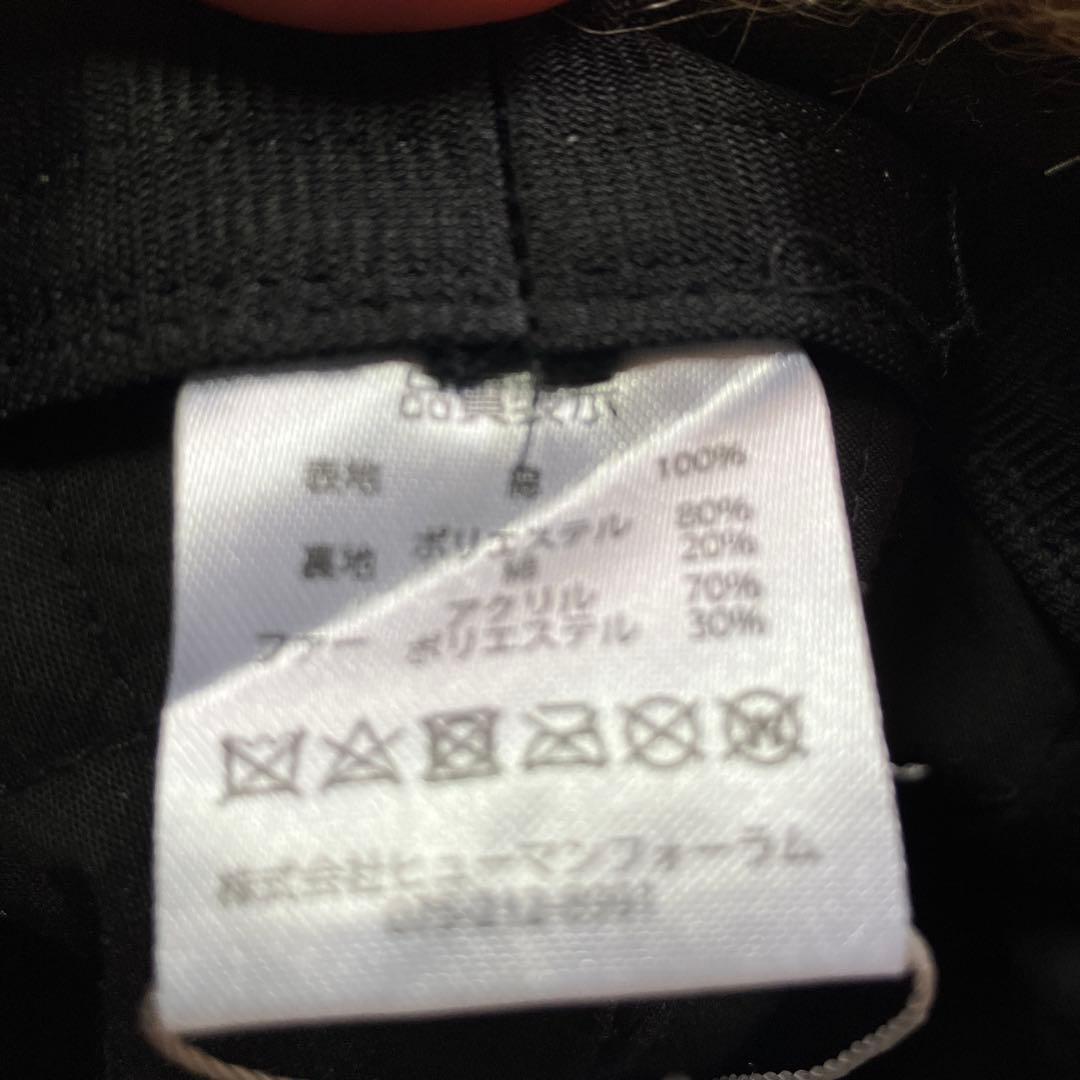 品質表示
表地 綿 100%
裏地 ポリエステル 80%
綿 20%
ファー アクリル 70%
ポリエステル 30%
株式会社ヒューマンフォーラム